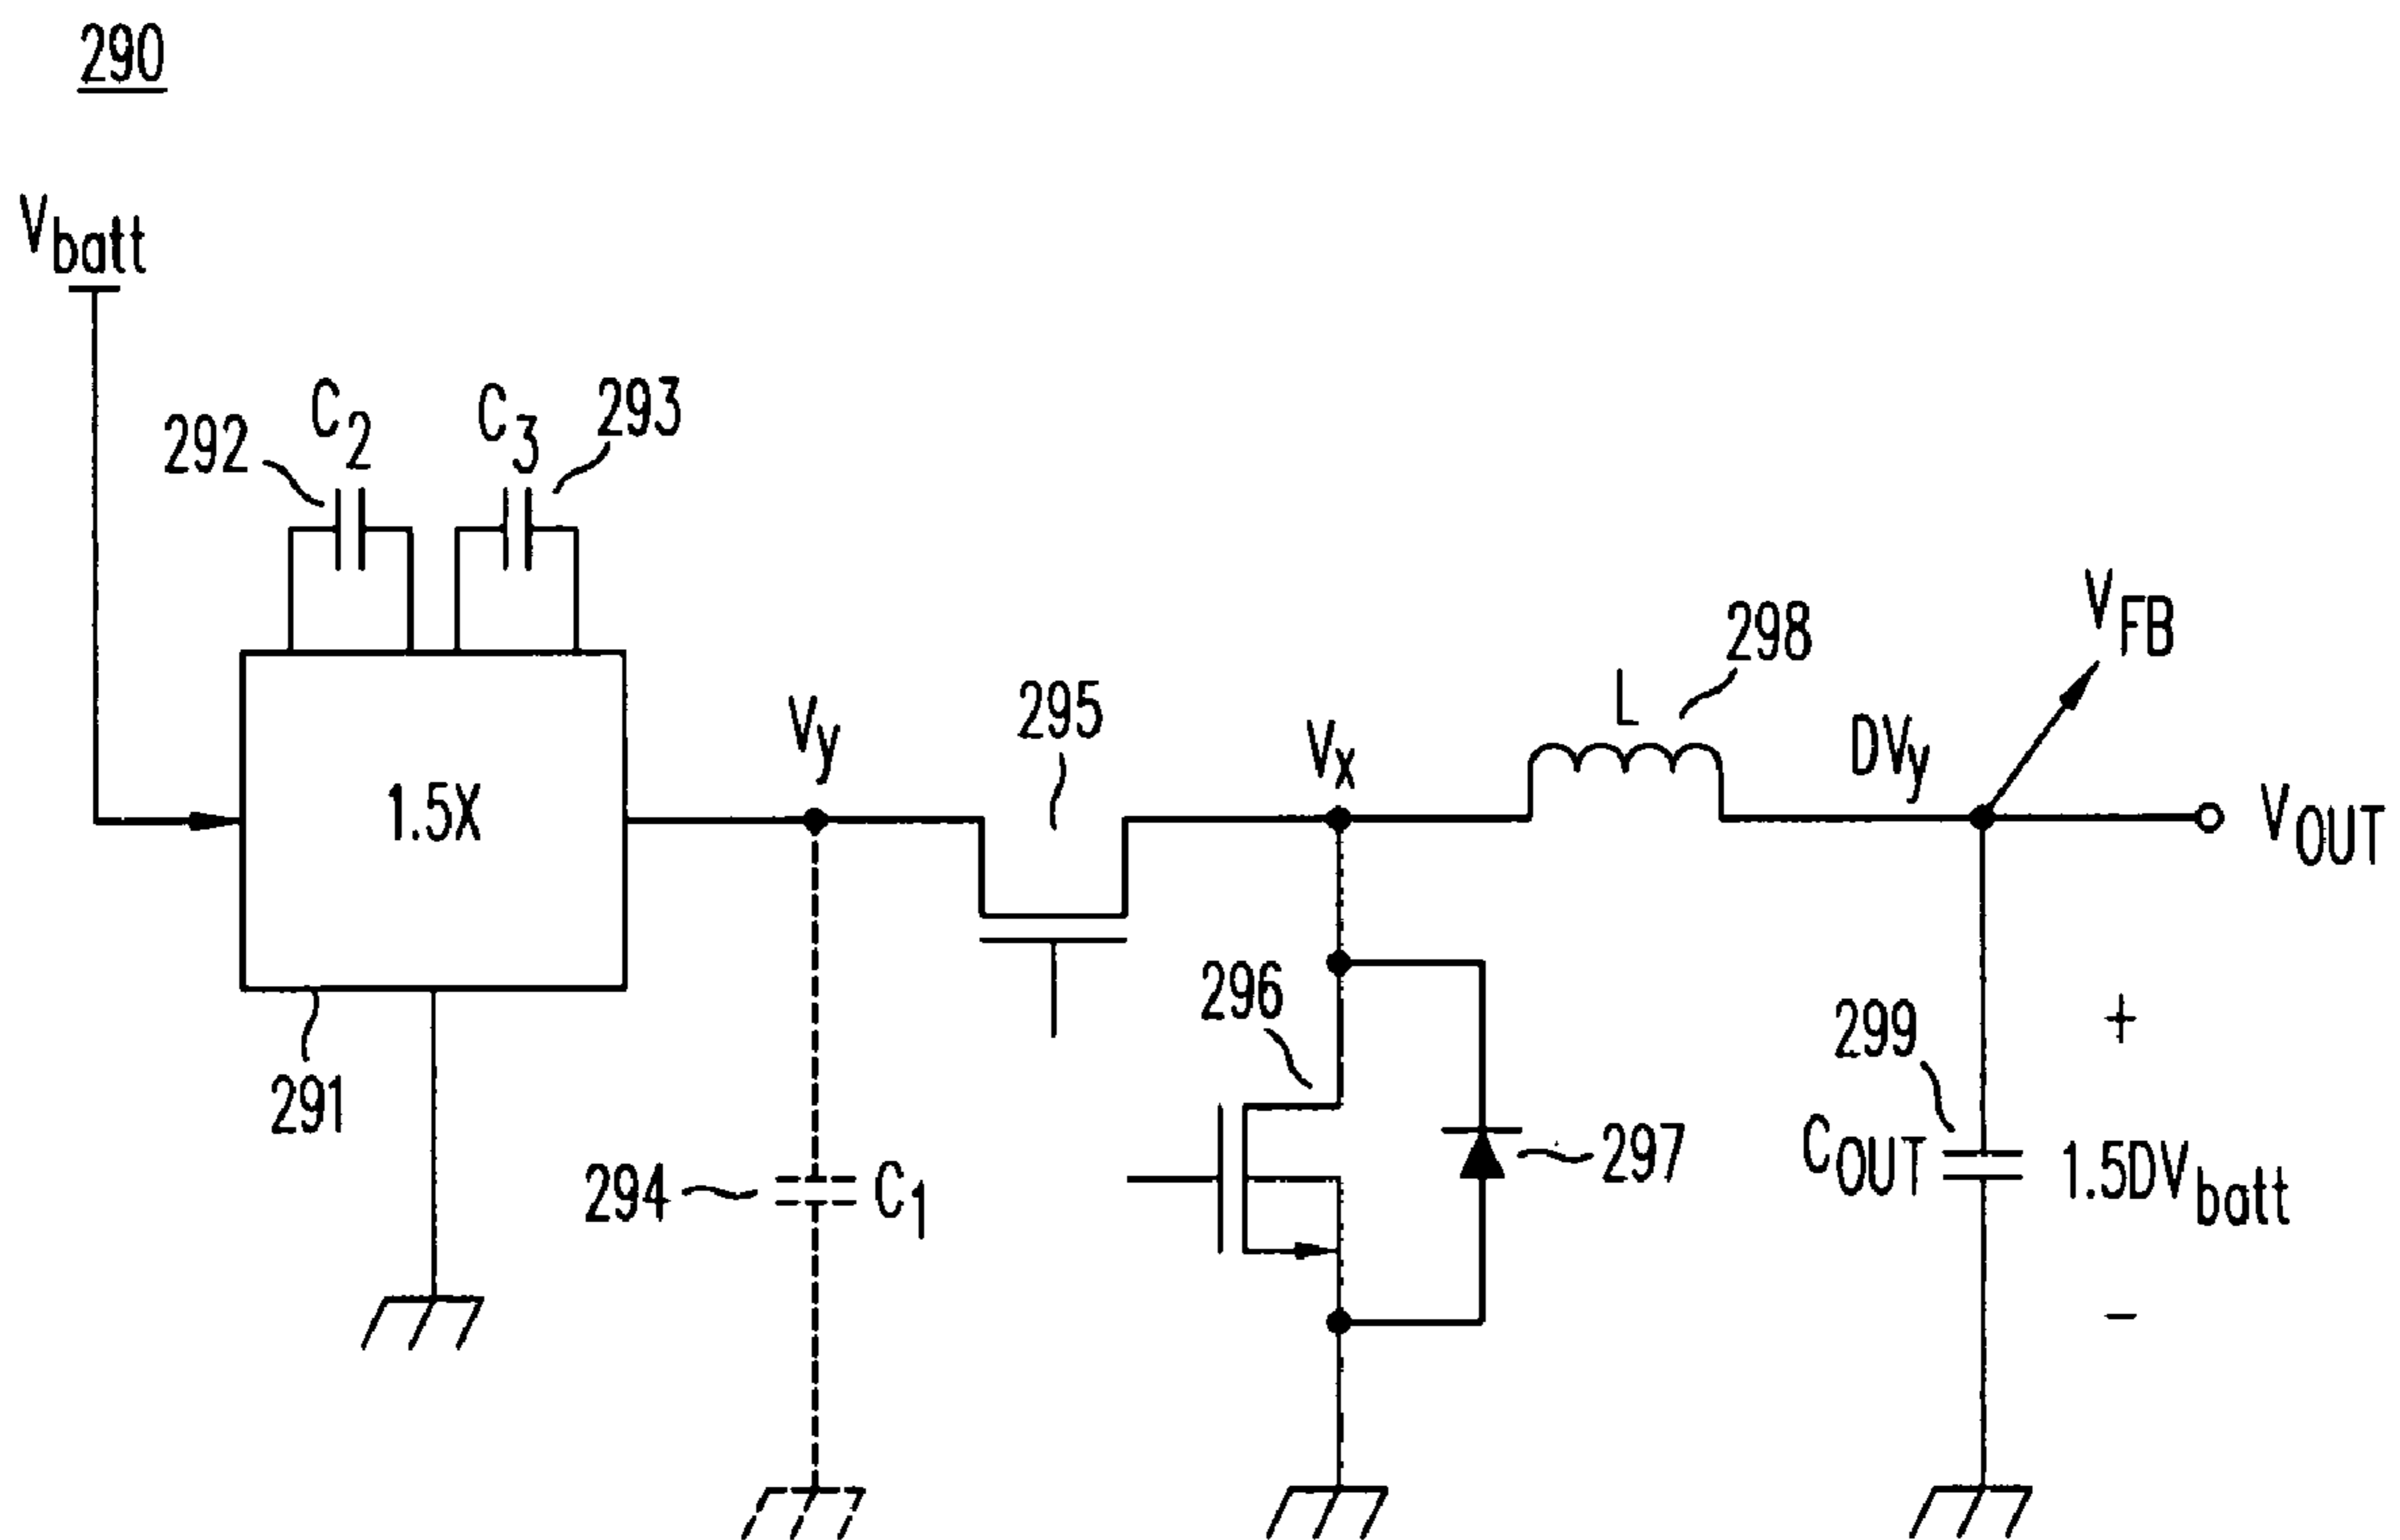 290
Vbatt
292
C2
C3
293
1.5X
291
Vy
295
Vx
L
298
DVy
VFB
VOUT
294
C1
296
297
299
COUT
+
1.5DVbatt
−